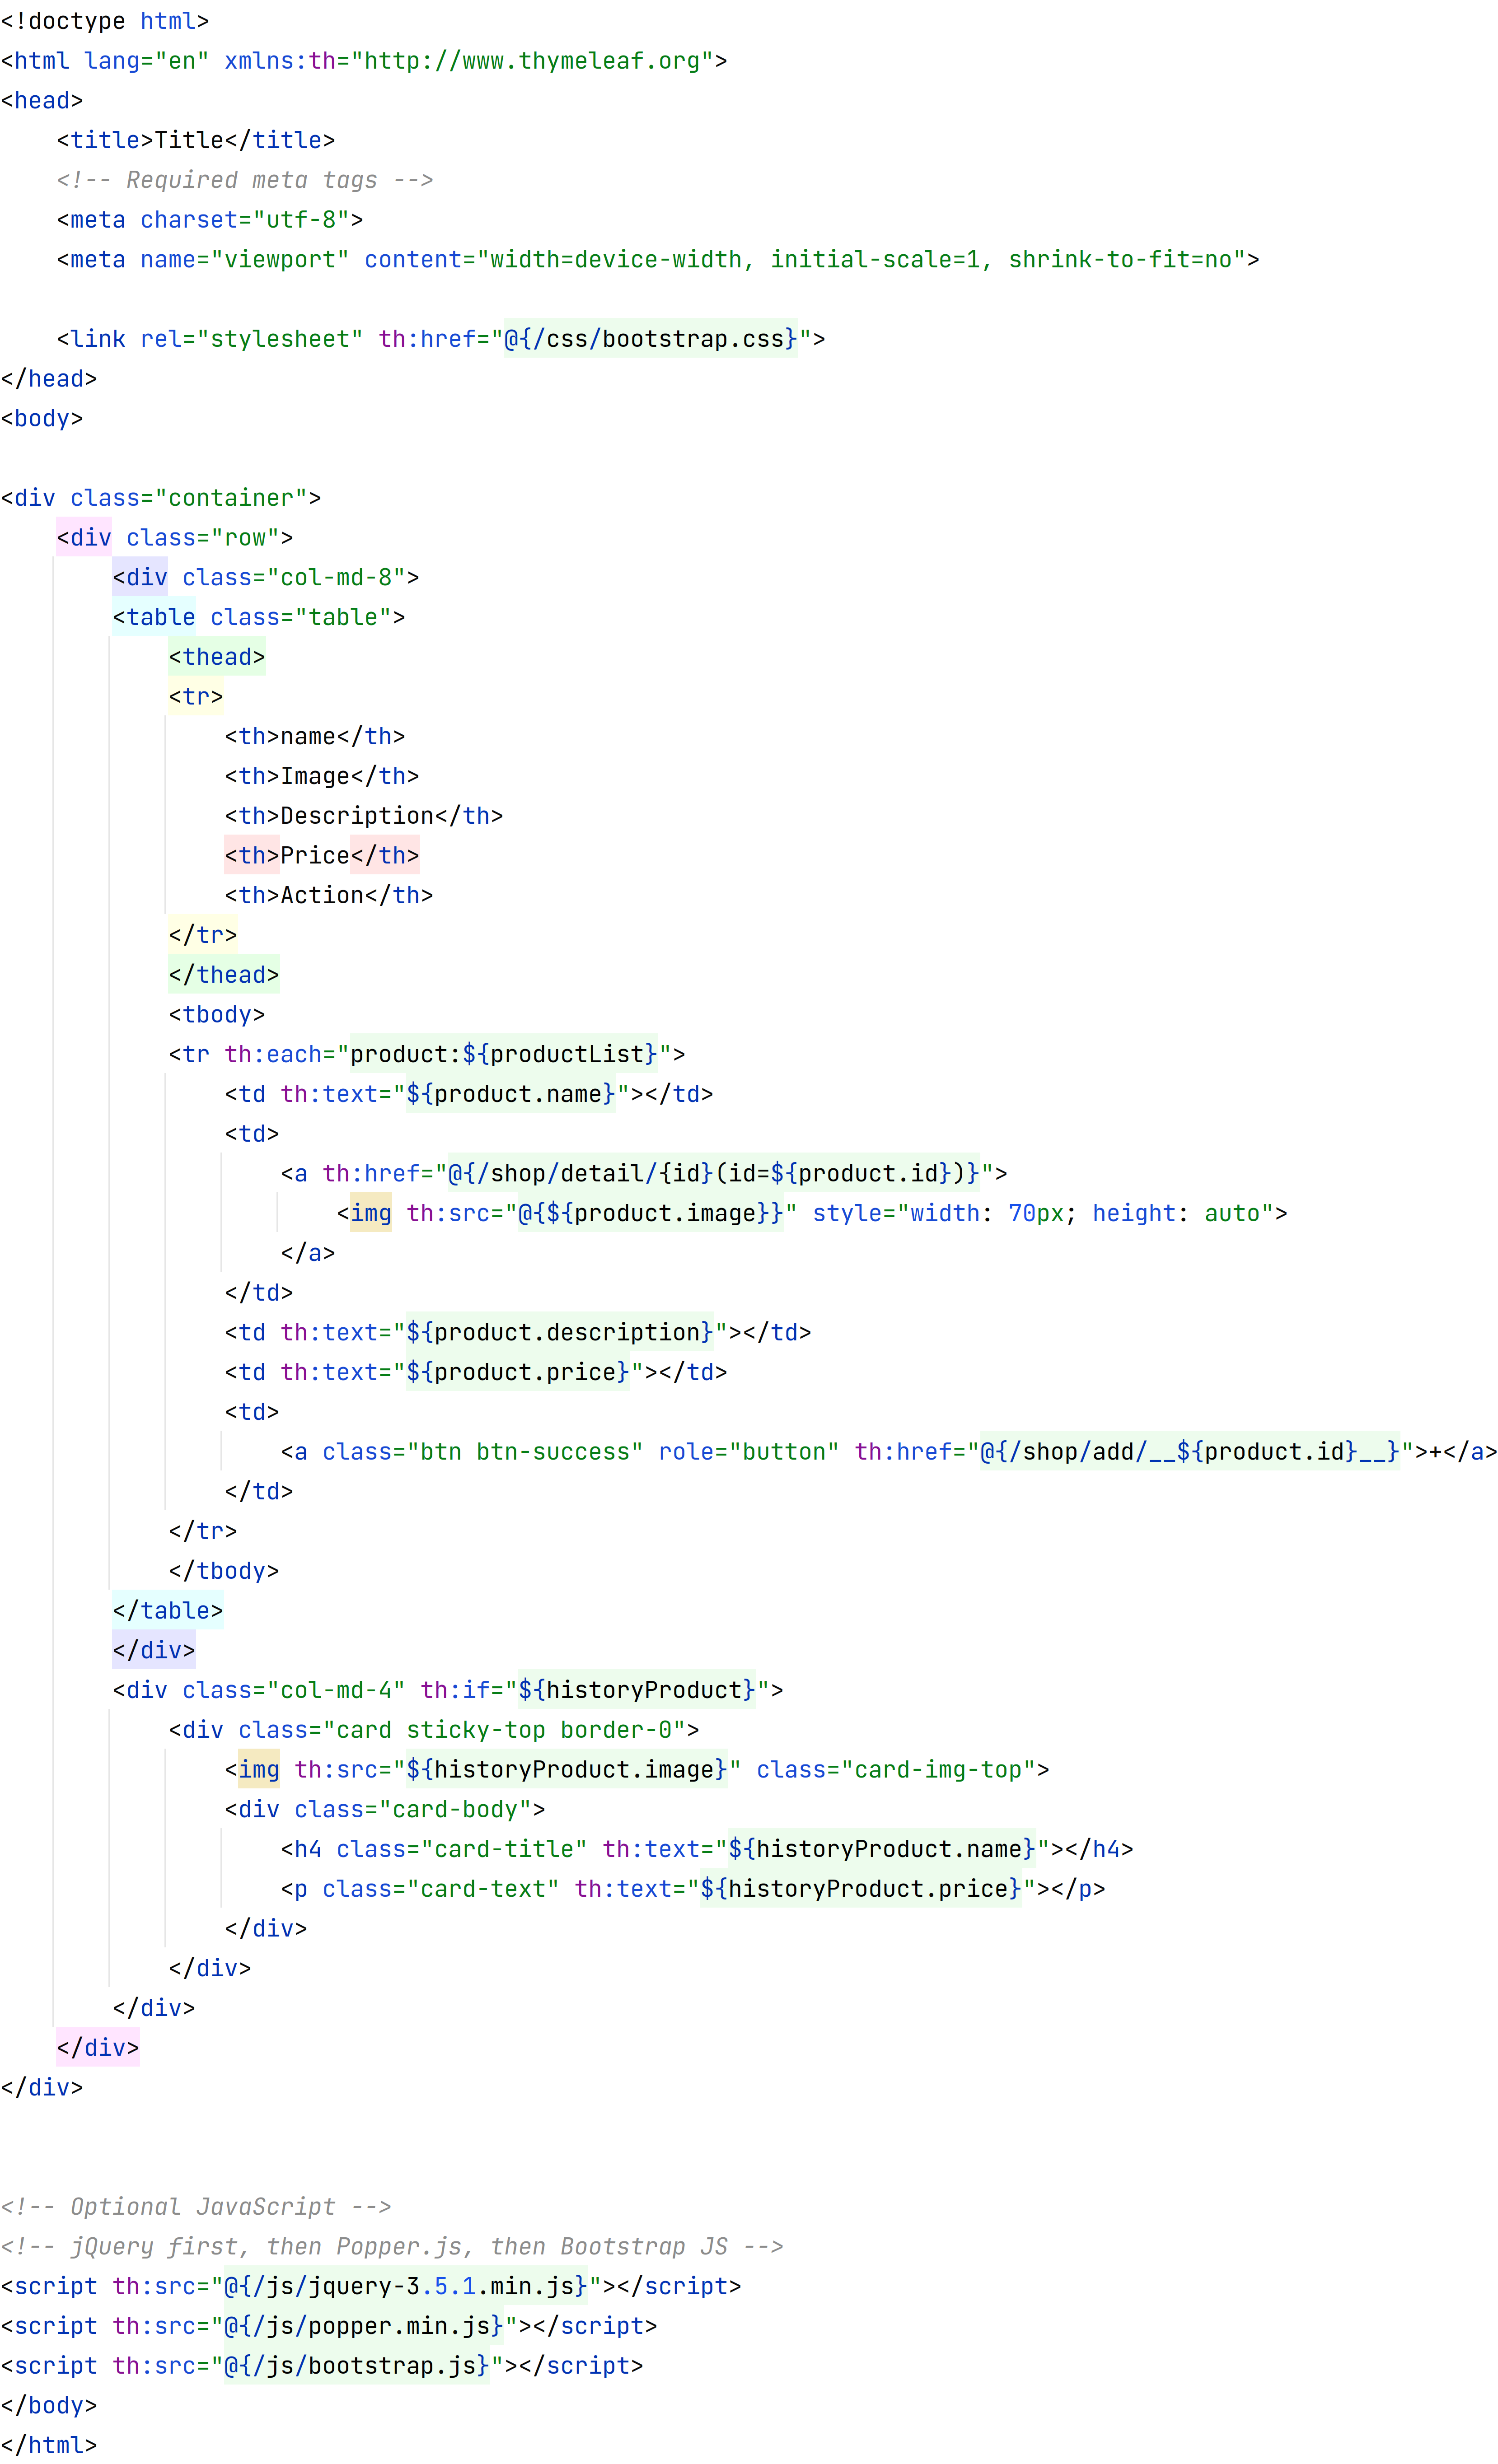 <!doctype html>
<html lang="en" xmlns:th="http://www.thymeleaf.org">
<head>
    <title>Title</title>
    <!-- Required meta tags -->
    <meta charset="utf-8">
    <meta name="viewport" content="width=device-width, initial-scale=1, shrink-to-fit=no">

    <link rel="stylesheet" th:href="@{/css/bootstrap.css}">
</head>
<body>

<div class="container">
    <div class="row">
        <div class="col-md-8">
        <table class="table">
            <thead>
            <tr>
                <th>name</th>
                <th>Image</th>
                <th>Description</th>
                <th>Price</th>
                <th>Action</th>
            </tr>
            </thead>
            <tbody>
            <tr th:each="product:${productList}">
                <td th:text="${product.name}"></td>
                <td>
                    <a th:href="@{/shop/detail/{id}(id=${product.id})}">
                        <img th:src="@{${product.image}}" style="width: 70px; height: auto">
                    </a>
                </td>
                <td th:text="${product.description}"></td>
                <td th:text="${product.price}"></td>
                <td>
                    <a class="btn btn-success" role="button" th:href="@{/shop/add/__${product.id}__}">+</a>
                </td>
            </tr>
            </tbody>
        </table>
        </div>
        <div class="col-md-4" th:if="${historyProduct}">
            <div class="card sticky-top border-0">
                <img th:src="${historyProduct.image}" class="card-img-top">
                <div class="card-body">
                    <h4 class="card-title" th:text="${historyProduct.name}"></h4>
                    <p class="card-text" th:text="${historyProduct.price}"></p>
                </div>
            </div>
        </div>
    </div>
</div>


<!-- Optional JavaScript -->
<!-- jQuery first, then Popper.js, then Bootstrap JS -->
<script th:src="@{/js/jquery-3.5.1.min.js}"></script>
<script th:src="@{/js/popper.min.js}"></script>
<script th:src="@{/js/bootstrap.js}"></script>
</body>
</html>